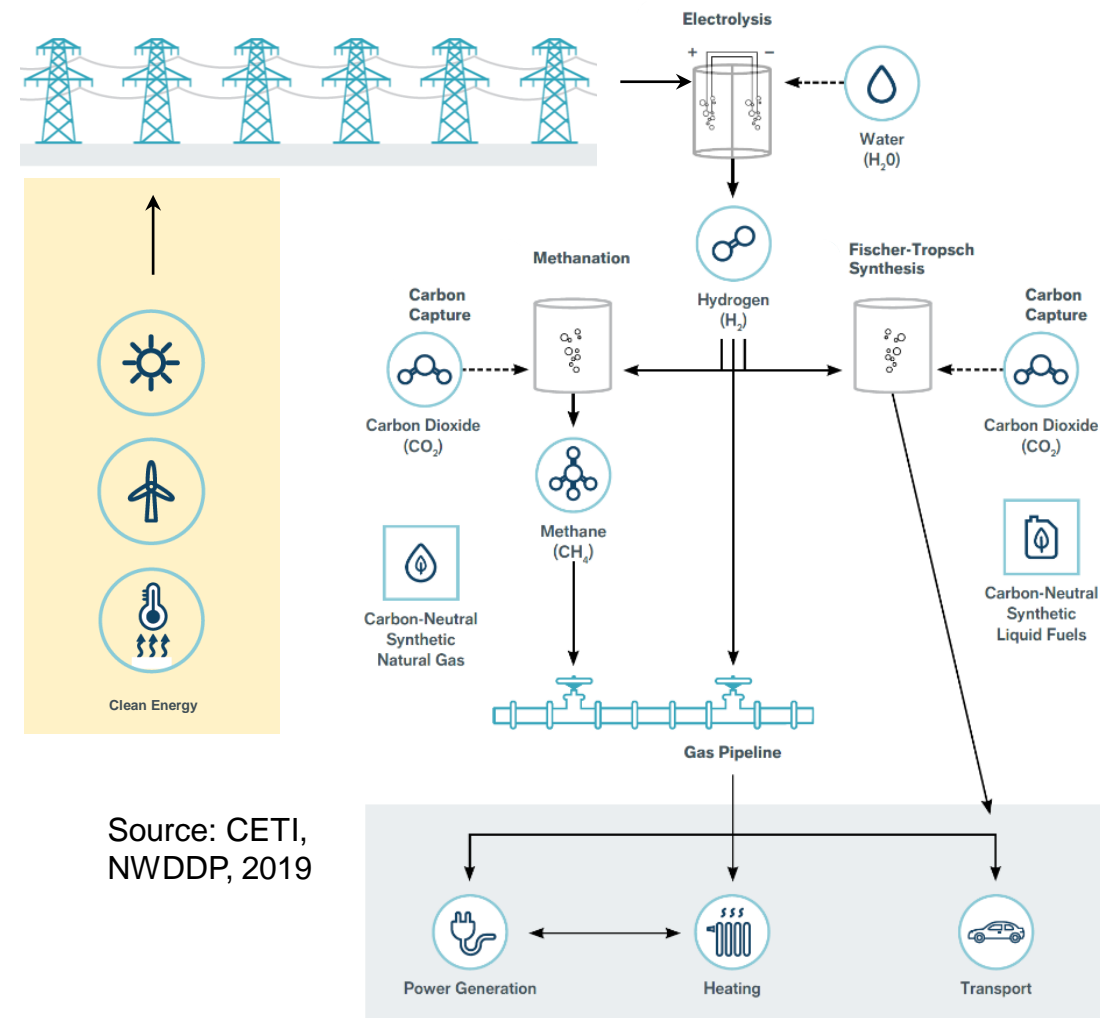 Electrolysis
+ −
Water
(H₂0)
Hydrogen
(H₂)
Methanation
Fischer-Tropsch
Synthesis
Carbon
Capture
Carbon Dioxide
(CO₂)
Carbon
Capture
Carbon Dioxide
(CO₂)
Methane
(CH₄)
Carbon-Neutral
Synthetic
Natural Gas
Carbon-Neutral
Synthetic
Liquid Fuels
Clean Energy
Gas Pipeline
Source: CETI,
NWDDP, 2019
Power Generation
Heating
Transport